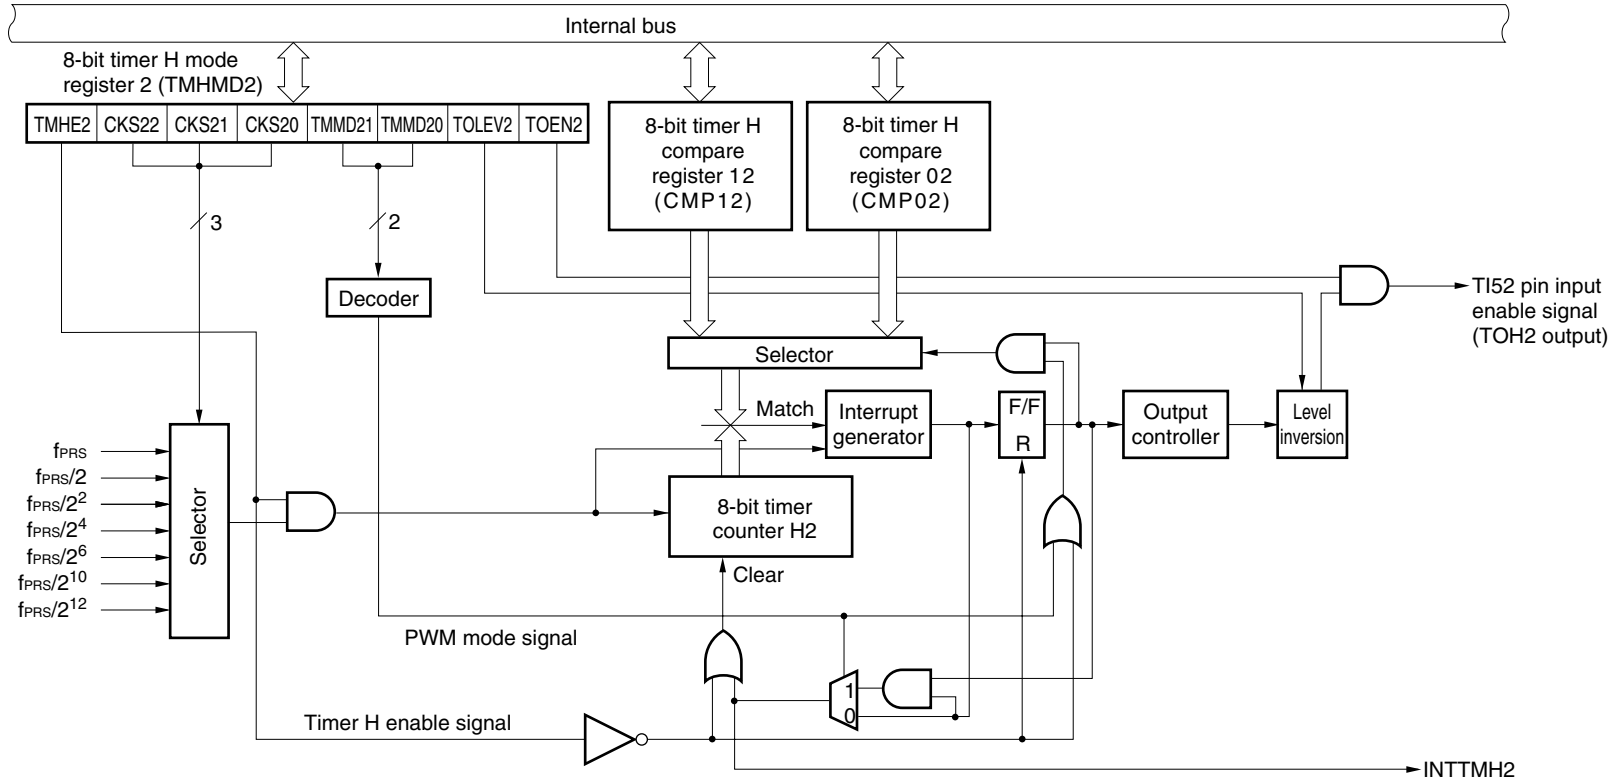 Internal bus
8-bit timer H mode
register 2 (TMHMD2)
TMHE2 CKS22 CKS21 CKS20 TMMD21 TMMD20 TOLEV2 TOEN2
8-bit timer H
compare
register 12
(CMP12)
8-bit timer H
compare
register 02
(CMP02)
3
2
Decoder
TI52 pin input
enable signal
(TOH2 output)
Selector
Match
Interrupt
generator
F/F
R
Output
controller
Level
inversion
fPRS
fPRS/2
fPRS/2²
fPRS/2⁴
fPRS/2⁶
fPRS/2¹⁰
fPRS/2¹²
Selector
8-bit timer
counter H2
Clear
PWM mode signal
1
0
Timer H enable signal
INTTMH2